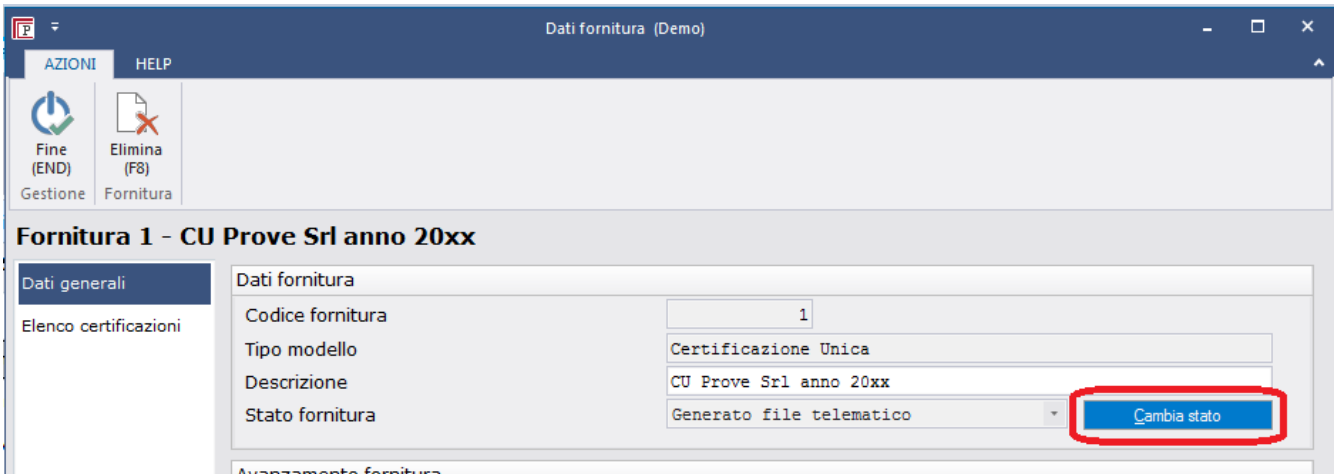 P
Dati fornitura (Demo)
AZIONI HELP
Fine
(END)
Elimina
(F8)
Gestione Fornitura
Fornitura 1 - CU Prove Srl anno 20xx
Dati generali
Elenco certificazioni
Dati fornitura
Codice fornitura 1
Tipo modello Certificazione Unica
Descrizione CU Prove Srl anno 20xx
Stato fornitura Generato file telematico Cambia stato
Avanzamento fornitura